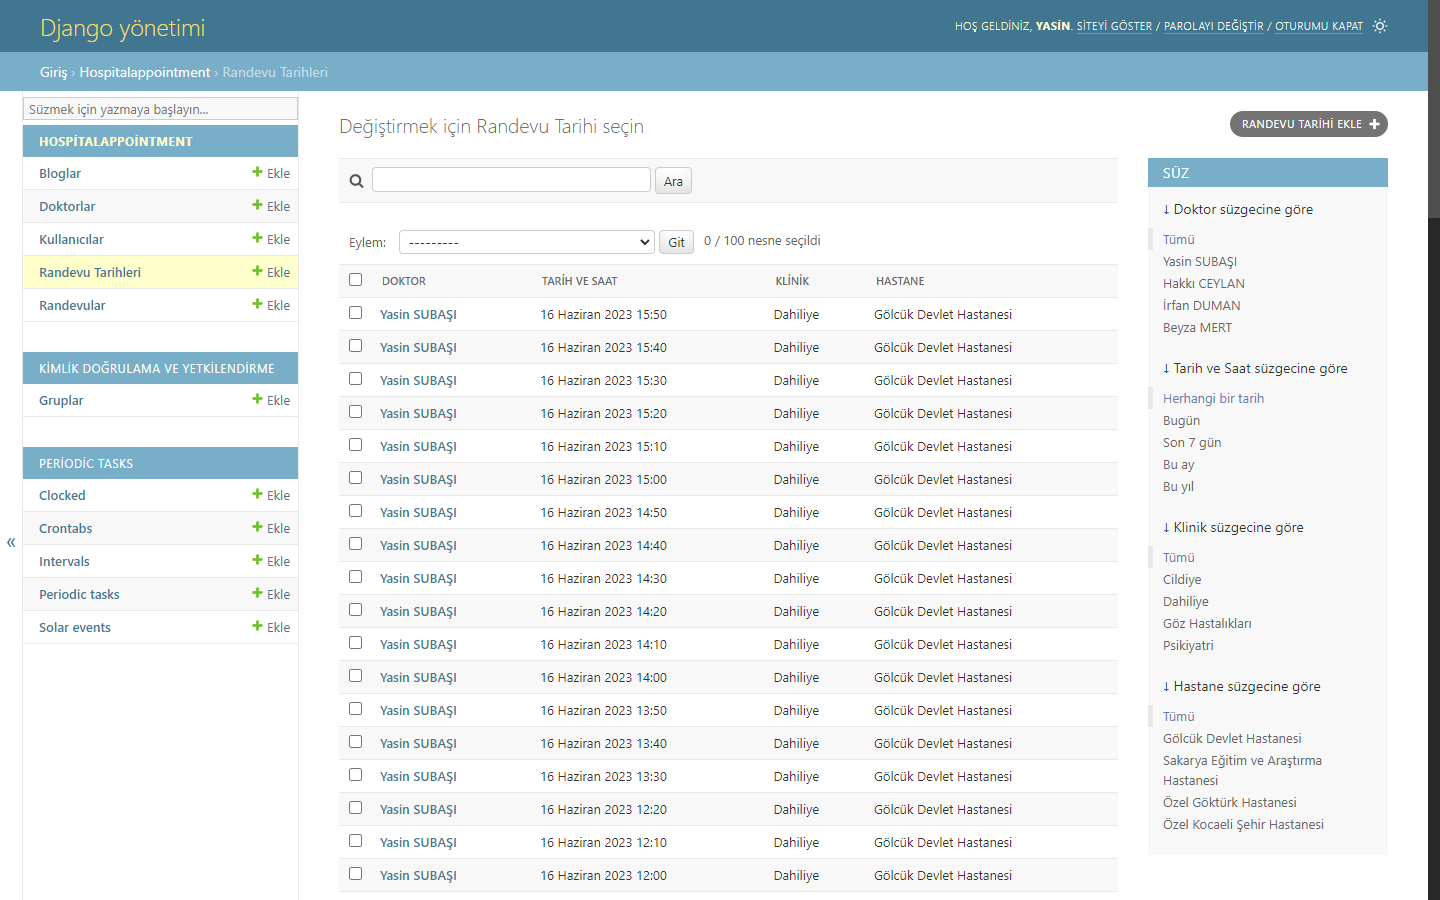 Django yönetimi
HOŞ GELDİNİZ, YASİN. SİTEYİ GÖSTER / PAROLAYI DEĞİŞTİR / OTURUMU KAPAT
Giriş › Hospitalappointment › Randevu Tarihleri
Süzmek için yazmaya başlayın...
HOSPİTALAPPOİNTMENT
Bloglar Ekle
Doktorlar Ekle
Kullanıcılar Ekle
Randevu Tarihleri Ekle
Randevular Ekle
KİMLİK DOĞRULAMA VE YETKİLENDİRME
Gruplar Ekle
PERİODİC TASKS
Clocked Ekle
Crontabs Ekle
Intervals Ekle
Periodic tasks Ekle
Solar events Ekle
«
Değiştirmek için Randevu Tarihi seçin
RANDEVU TARİHİ EKLE
Ara
Eylem: --------- Git 0 / 100 nesne seçildi
DOKTOR TARİH VE SAAT KLİNİK HASTANE
Yasin SUBAŞI 16 Haziran 2023 15:50 Dahiliye Gölcük Devlet Hastanesi
Yasin SUBAŞI 16 Haziran 2023 15:40 Dahiliye Gölcük Devlet Hastanesi
Yasin SUBAŞI 16 Haziran 2023 15:30 Dahiliye Gölcük Devlet Hastanesi
Yasin SUBAŞI 16 Haziran 2023 15:20 Dahiliye Gölcük Devlet Hastanesi
Yasin SUBAŞI 16 Haziran 2023 15:10 Dahiliye Gölcük Devlet Hastanesi
Yasin SUBAŞI 16 Haziran 2023 15:00 Dahiliye Gölcük Devlet Hastanesi
Yasin SUBAŞI 16 Haziran 2023 14:50 Dahiliye Gölcük Devlet Hastanesi
Yasin SUBAŞI 16 Haziran 2023 14:40 Dahiliye Gölcük Devlet Hastanesi
Yasin SUBAŞI 16 Haziran 2023 14:30 Dahiliye Gölcük Devlet Hastanesi
Yasin SUBAŞI 16 Haziran 2023 14:20 Dahiliye Gölcük Devlet Hastanesi
Yasin SUBAŞI 16 Haziran 2023 14:10 Dahiliye Gölcük Devlet Hastanesi
Yasin SUBAŞI 16 Haziran 2023 14:00 Dahiliye Gölcük Devlet Hastanesi
Yasin SUBAŞI 16 Haziran 2023 13:50 Dahiliye Gölcük Devlet Hastanesi
Yasin SUBAŞI 16 Haziran 2023 13:40 Dahiliye Gölcük Devlet Hastanesi
Yasin SUBAŞI 16 Haziran 2023 13:30 Dahiliye Gölcük Devlet Hastanesi
Yasin SUBAŞI 16 Haziran 2023 12:20 Dahiliye Gölcük Devlet Hastanesi
Yasin SUBAŞI 16 Haziran 2023 12:10 Dahiliye Gölcük Devlet Hastanesi
Yasin SUBAŞI 16 Haziran 2023 12:00 Dahiliye Gölcük Devlet Hastanesi
SÜZ
↓ Doktor süzgecine göre
Tümü
Yasin SUBAŞI
Hakkı CEYLAN
İrfan DUMAN
Beyza MERT
↓ Tarih ve Saat süzgecine göre
Herhangi bir tarih
Bugün
Son 7 gün
Bu ay
Bu yıl
↓ Klinik süzgecine göre
Tümü
Cildiye
Dahiliye
Göz Hastalıkları
Psikiyatri
↓ Hastane süzgecine göre
Tümü
Gölcük Devlet Hastanesi
Sakarya Eğitim ve Araştırma
Hastanesi
Özel Göktürk Hastanesi
Özel Kocaeli Şehir Hastanesi